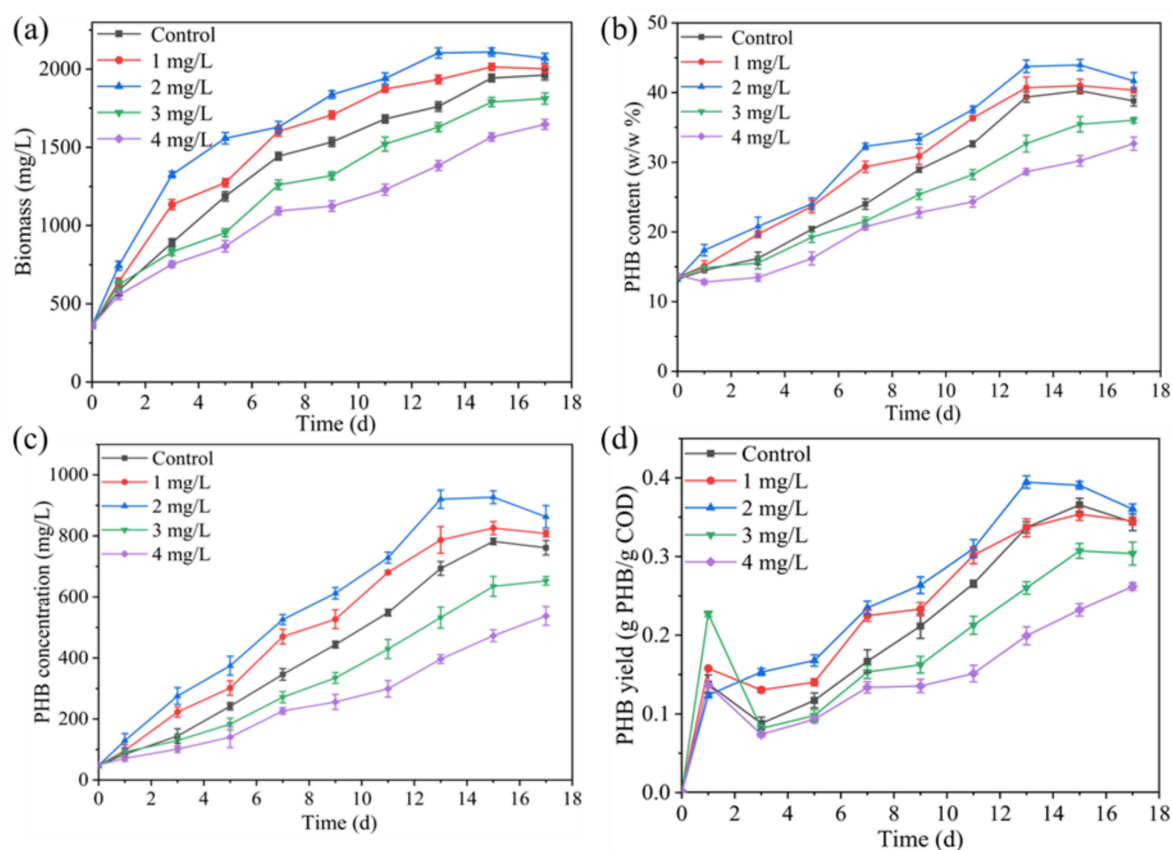 (a)
Control
1 mg/L
2 mg/L
3 mg/L
4 mg/L
2000
1500
1000
500
0
Biomass (mg/L)
0 2 4 6 8 10 12 14 16 18
Time (d)
(b)
Control
1 mg/L
2 mg/L
3 mg/L
4 mg/L
50
40
30
20
10
0
PHB content (w/w %)
0 2 4 6 8 10 12 14 16 18
Time (d)
(c)
Control
1 mg/L
2 mg/L
3 mg/L
4 mg/L
1000
800
600
400
200
0
PHB concentration (mg/L)
0 2 4 6 8 10 12 14 16 18
Time (d)
(d)
Control
1 mg/L
2 mg/L
3 mg/L
4 mg/L
0.4
0.3
0.2
0.1
0.0
PHB yield (g PHB/g COD)
0 2 4 6 8 10 12 14 16 18
Time (d)